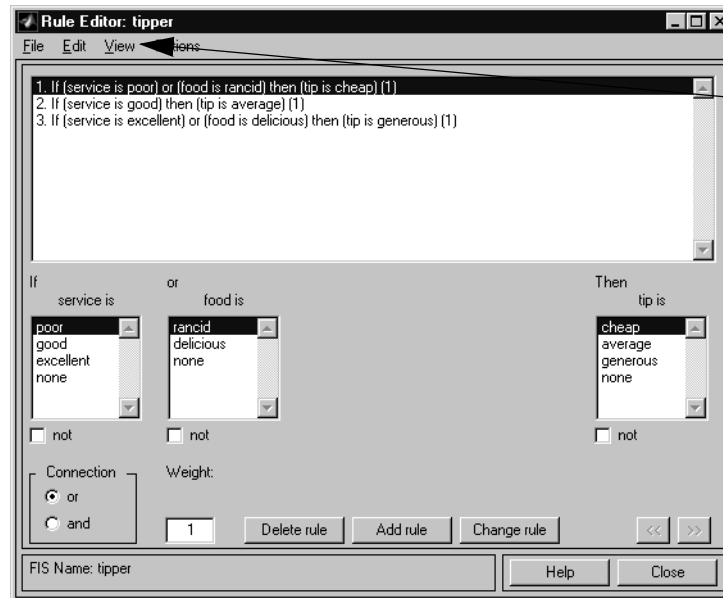 Rule Editor: tipper
File Edit View Options
1. If (service is poor) or (food is rancid) then (tip is cheap) (1)
2. If (service is good) then (tip is average) (1)
3. If (service is excellent) or (food is delicious) then (tip is generous) (1)
If or Then
service is food is tip is
poor rancid cheap
good delicious average
excellent none generous
none none
not not not
Connection Weight:
or
and 1 Delete rule Add rule Change rule << >>
FIS Name: tipper Help Close